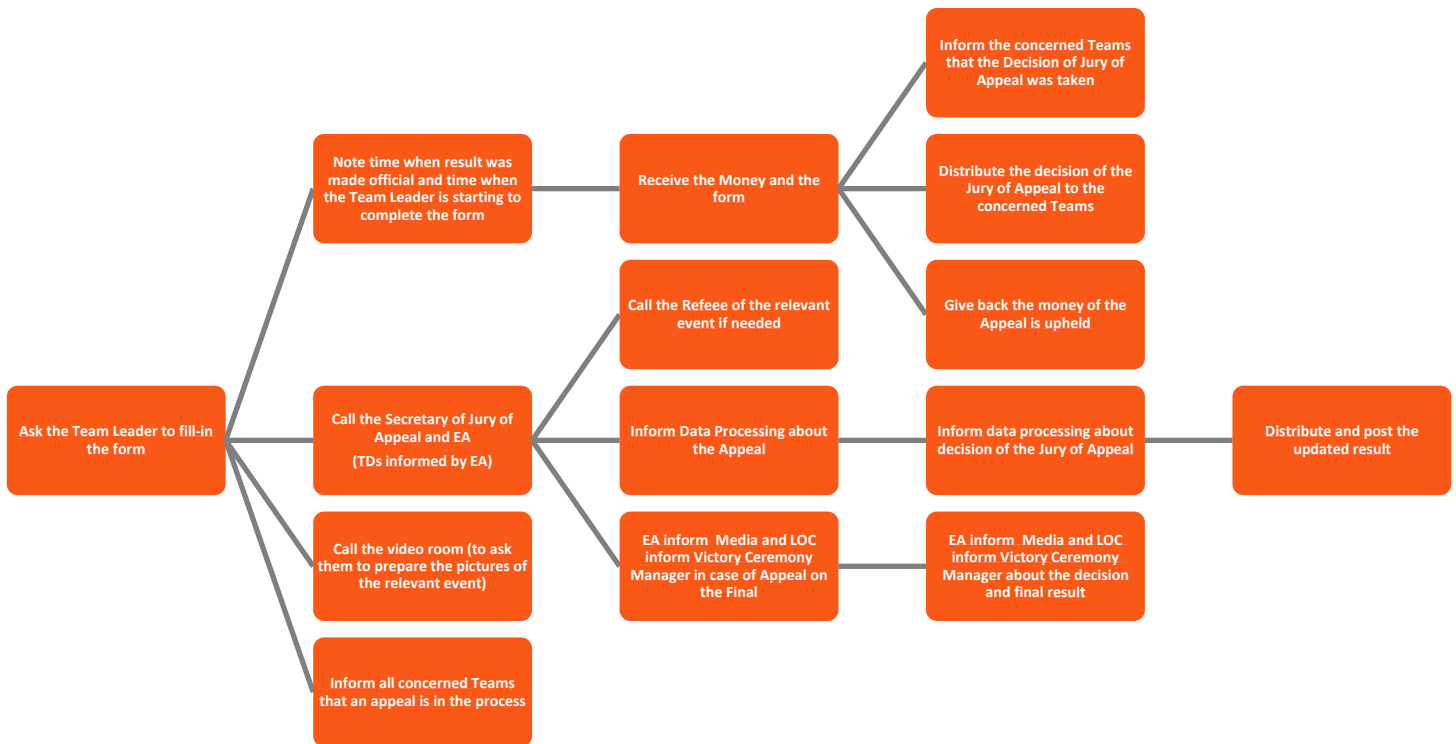 Inform the concerned Teams
that the Decision of Jury of
Appeal was taken
Note time when result was
made official and time when
the Team Leader is starting to
complete the form
Receive the Money and the
form
Distribute the decision of the
Jury of Appeal to the
concerned Teams
Call the Refeee of the relevant
event if needed
Give back the money of the
Appeal is upheld
Ask the Team Leader to fill-in
the form
Call the Secretary of Jury of
Appeal and EA
(TDs informed by EA)
Inform Data Processing about
the Appeal
Inform data processing about
decision of the Jury of Appeal
Distribute and post the
updated result
Call the video room (to ask
them to prepare the pictures of
the relevant event)
EA inform Media and LOC
inform Victory Ceremony
Manager in case of Appeal on
the Final
EA inform Media and LOC
inform Victory Ceremony
Manager about the decision
and final result
Inform all concerned Teams
that an appeal is in the process